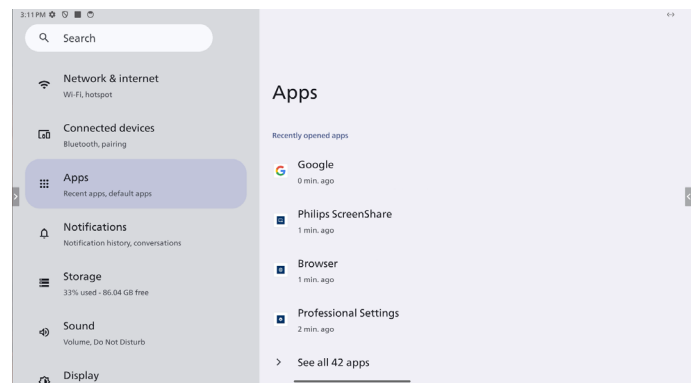 3:11 PM
Search
Network & internet
Wi-Fi, hotspot
Connected devices
Bluetooth, pairing
Apps
Recent apps, default apps
Notifications
Notification history, conversations
Storage
33% used - 86.04 GB free
Sound
Volume, Do Not Disturb
Display
Apps
Recently opened apps
Google
0 min. ago
Philips ScreenShare
1 min. ago
Browser
1 min. ago
Professional Settings
2 min. ago
See all 42 apps